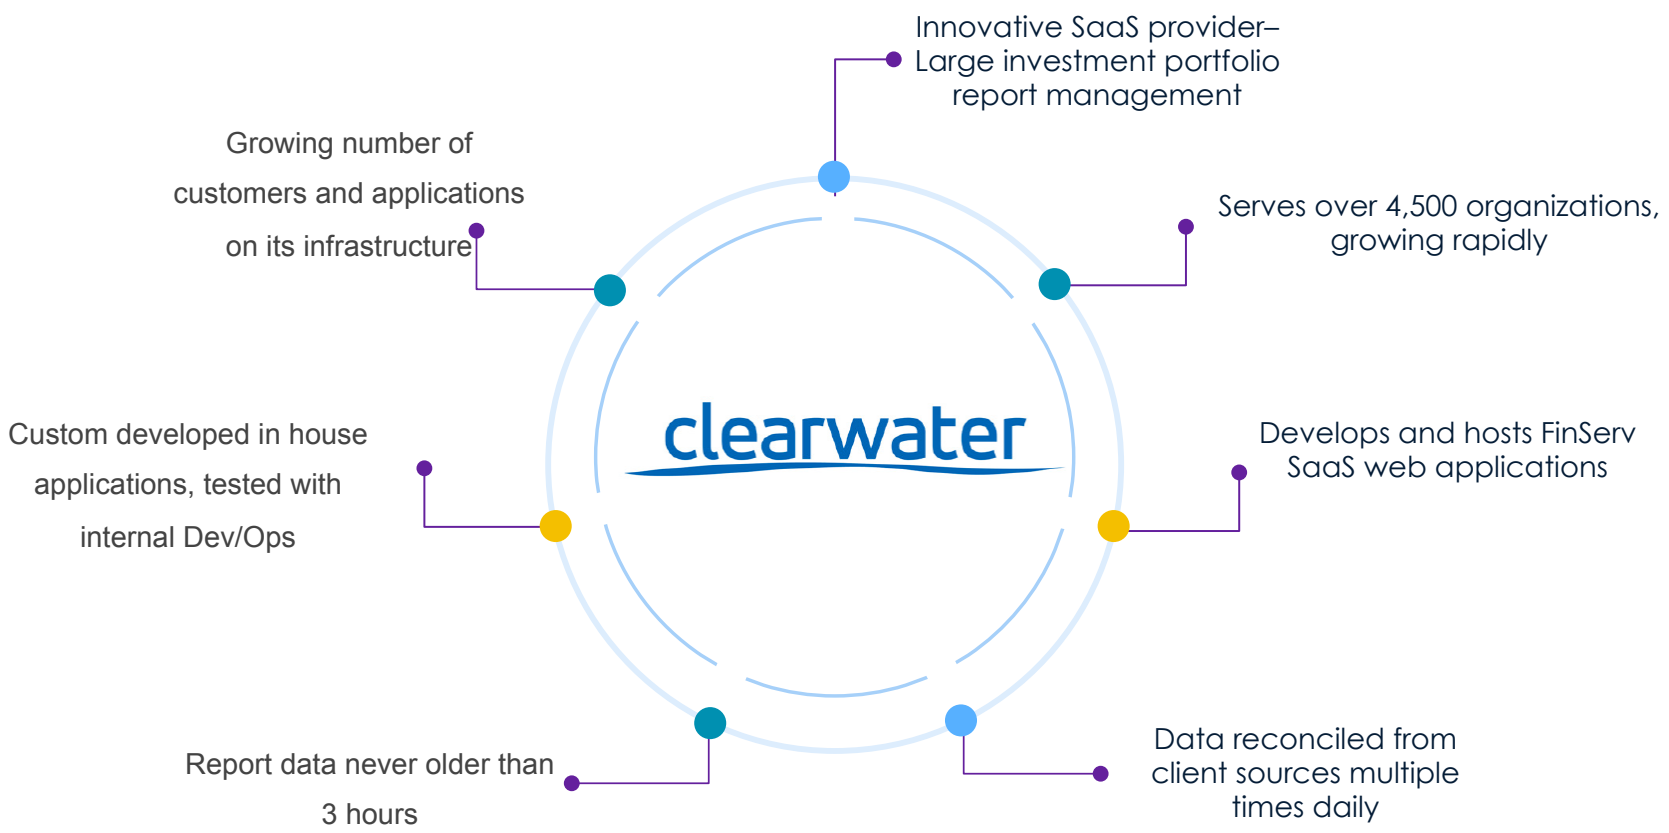 Innovative SaaS provider–
Large investment portfolio
report management
Growing number of
customers and applications
on its infrastructure
Serves over 4,500 organizations,
growing rapidly
clearwater
Custom developed in house
applications, tested with
internal Dev/Ops
Develops and hosts FinServ
SaaS web applications
Report data never older than
3 hours
Data reconciled from
client sources multiple
times daily